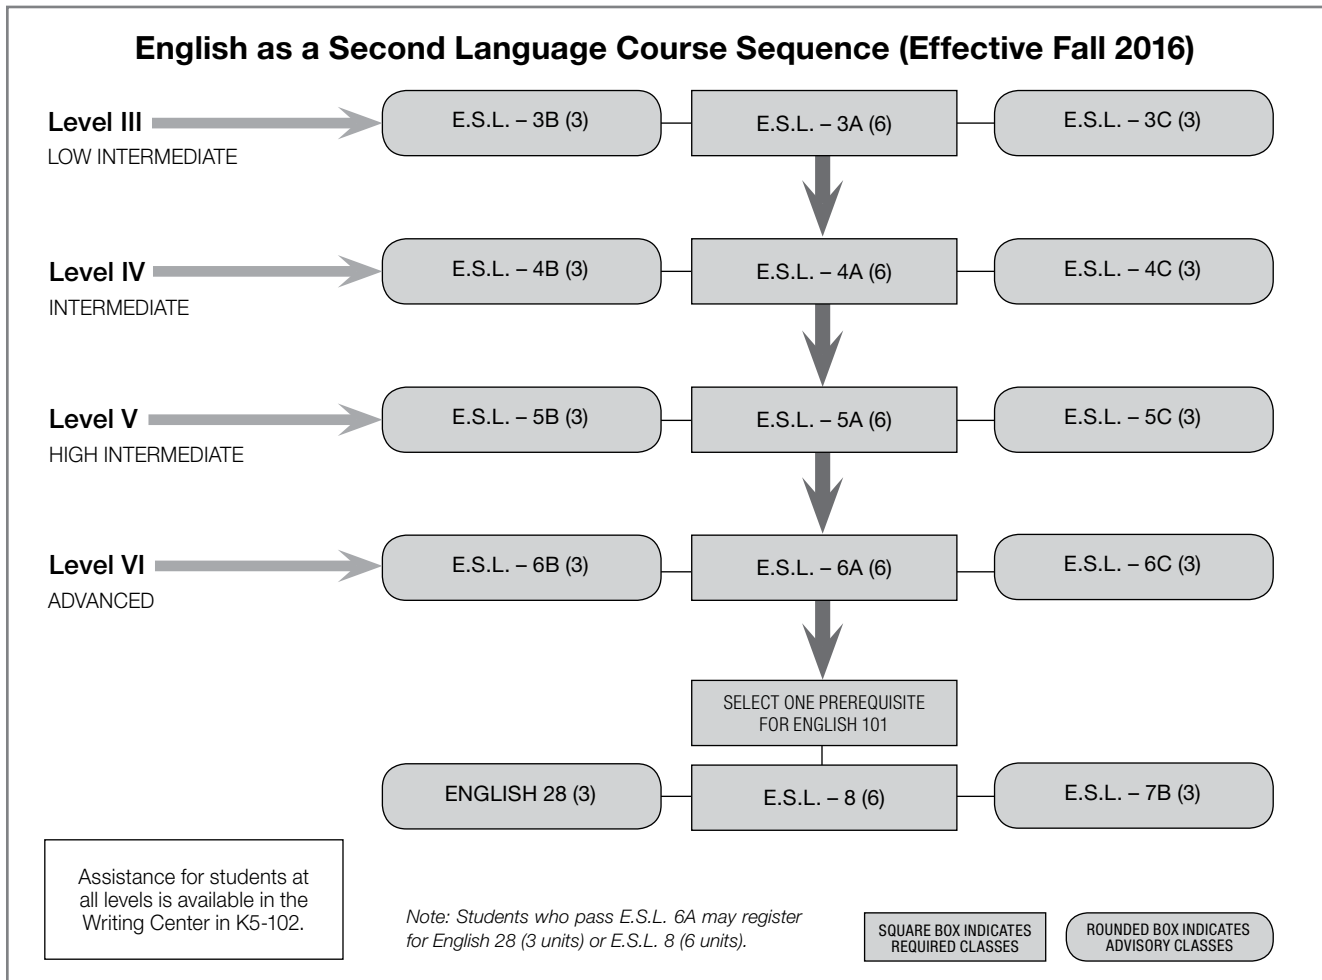 English as a Second Language Course Sequence (Effective Fall 2016)
Level III
LOW INTERMEDIATE
E.S.L. – 3B (3)
E.S.L. – 3A (6)
E.S.L. – 3C (3)
Level IV
INTERMEDIATE
E.S.L. – 4B (3)
E.S.L. – 4A (6)
E.S.L. – 4C (3)
Level V
HIGH INTERMEDIATE
E.S.L. – 5B (3)
E.S.L. – 5A (6)
E.S.L. – 5C (3)
Level VI
ADVANCED
E.S.L. – 6B (3)
E.S.L. – 6A (6)
E.S.L. – 6C (3)
SELECT ONE PREREQUISITE
FOR ENGLISH 101
ENGLISH 28 (3)
E.S.L. – 8 (6)
E.S.L. – 7B (3)
Assistance for students at
all levels is available in the
Writing Center in K5-102.
Note: Students who pass E.S.L. 6A may register
for English 28 (3 units) or E.S.L. 8 (6 units).
SQUARE BOX INDICATES
REQUIRED CLASSES
ROUNDED BOX INDICATES
ADVISORY CLASSES